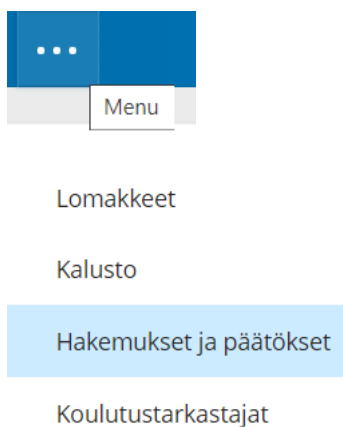 Menu
Lomakkeet
Kalusto
Hakemukset ja päätökset
Koulutustarkastajat